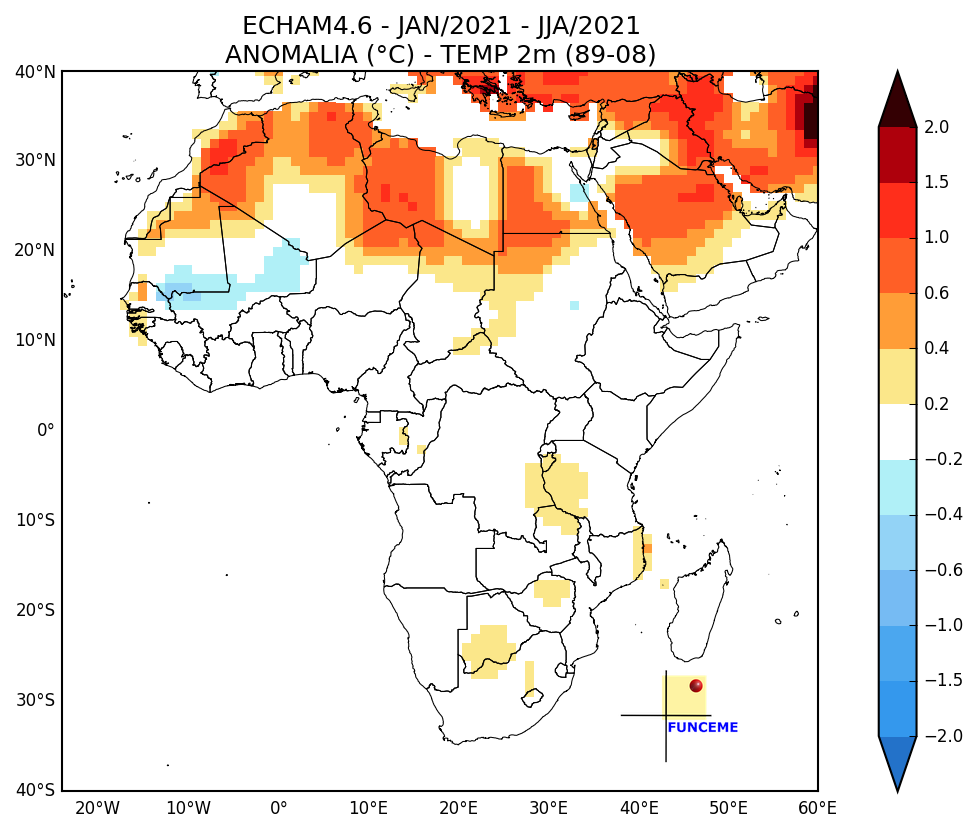 ECHAM4.6 - JAN/2021 - JJA/2021
ANOMALIA (°C) - TEMP 2m (89-08)
40°N
30°N
20°N
10°N
0°
10°S
20°S
30°S
40°S
20°W 10°W 0° 10°E 20°E 30°E 40°E 50°E 60°E
2.0
1.5
1.0
0.6
0.4
0.2
−0.2
−0.4
−0.6
−1.0
−1.5
−2.0
FUNCEME